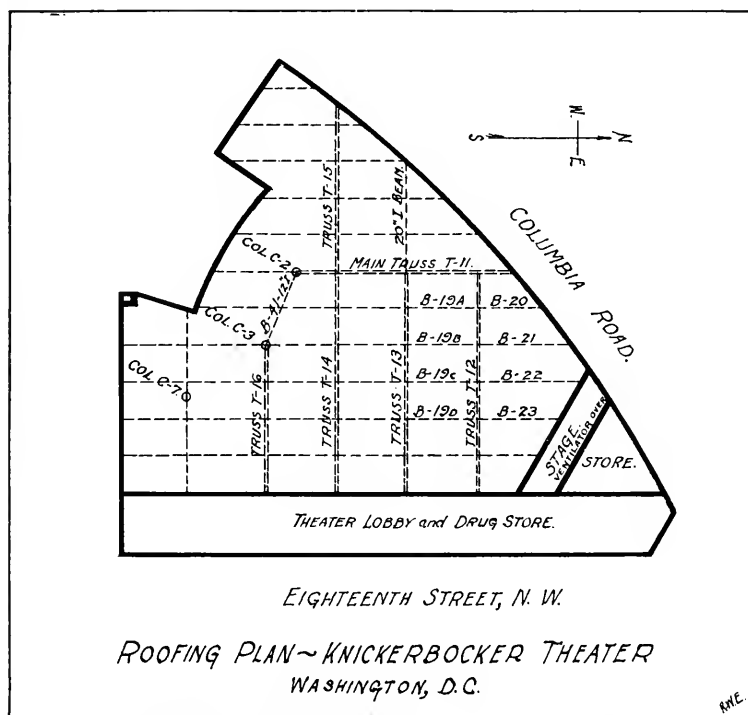 W.
S
N
E
COLUMBIA ROAD.
TRUSS T-15
20" I BEAM.
COL C-2
MAIN TRUSS T-11.
B-41-12"I
COL C-3
B-19A
B-20
B-19B
B-21
COL C-7
B-19C
B-22
B-19D
B-23
TRUSS T-16
TRUSS T-14
TRUSS T-13
TRUSS T-12
STAGE.
VENTILATOR OVER
STORE.
THEATER LOBBY and DRUG STORE.
EIGHTEENTH STREET, N. W.
ROOFING PLAN~KNICKERBOCKER THEATER
WASHINGTON, D.C.
R.W.E.